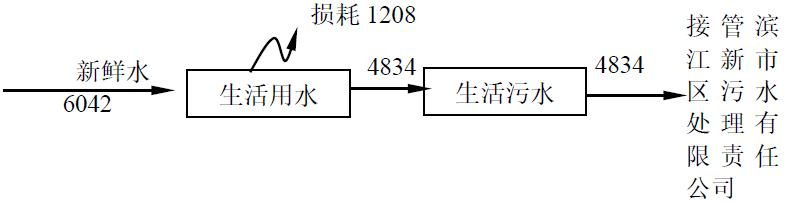 损耗 1208
新鲜水
6042
生活用水
4834
生活污水
4834
接管滨
江新市
区污水
处理有
限责任
公司